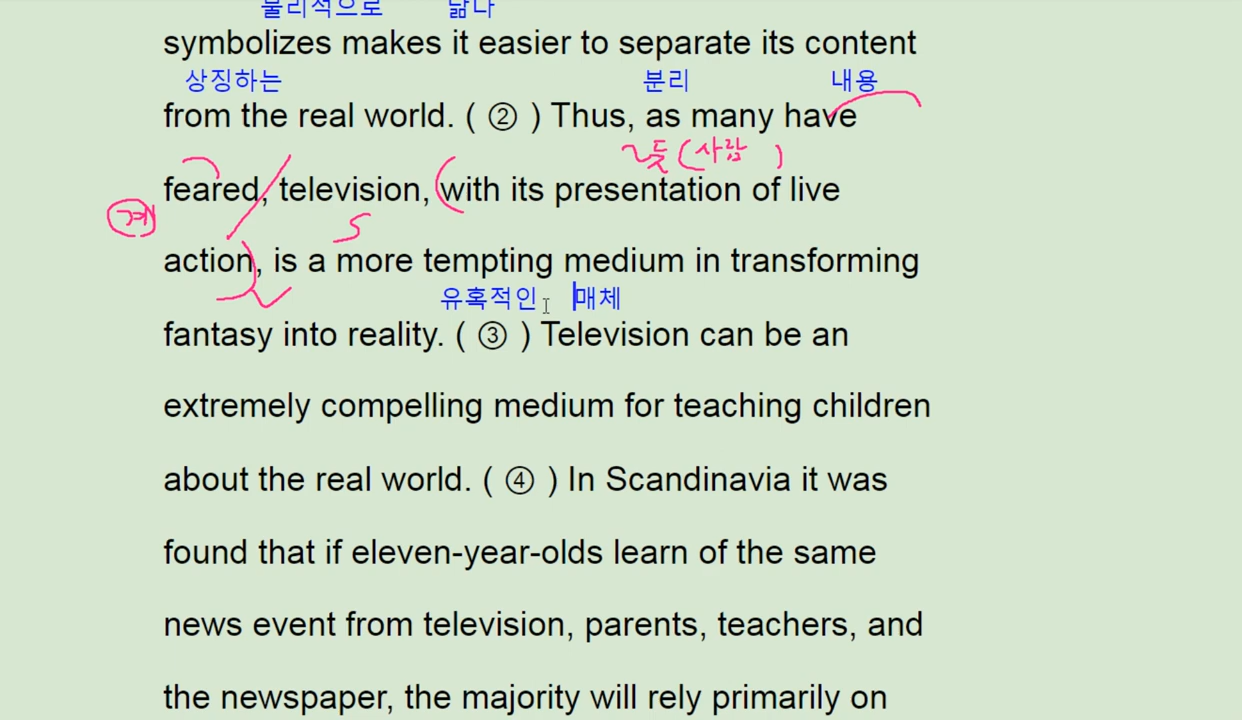 물리적으로 닮다
symbolizes makes it easier to separate its content
상징하는 분리 내용
from the real world. ( ② ) Thus, as many have
~듯 (사람 )
feared, television, with its presentation of live
계 S
action, is a more tempting medium in transforming
유혹적인 매체
fantasy into reality. ( ③ ) Television can be an
extremely compelling medium for teaching children
about the real world. ( ④ ) In Scandinavia it was
found that if eleven-year-olds learn of the same
news event from television, parents, teachers, and
the newspaper, the majority will rely primarily on